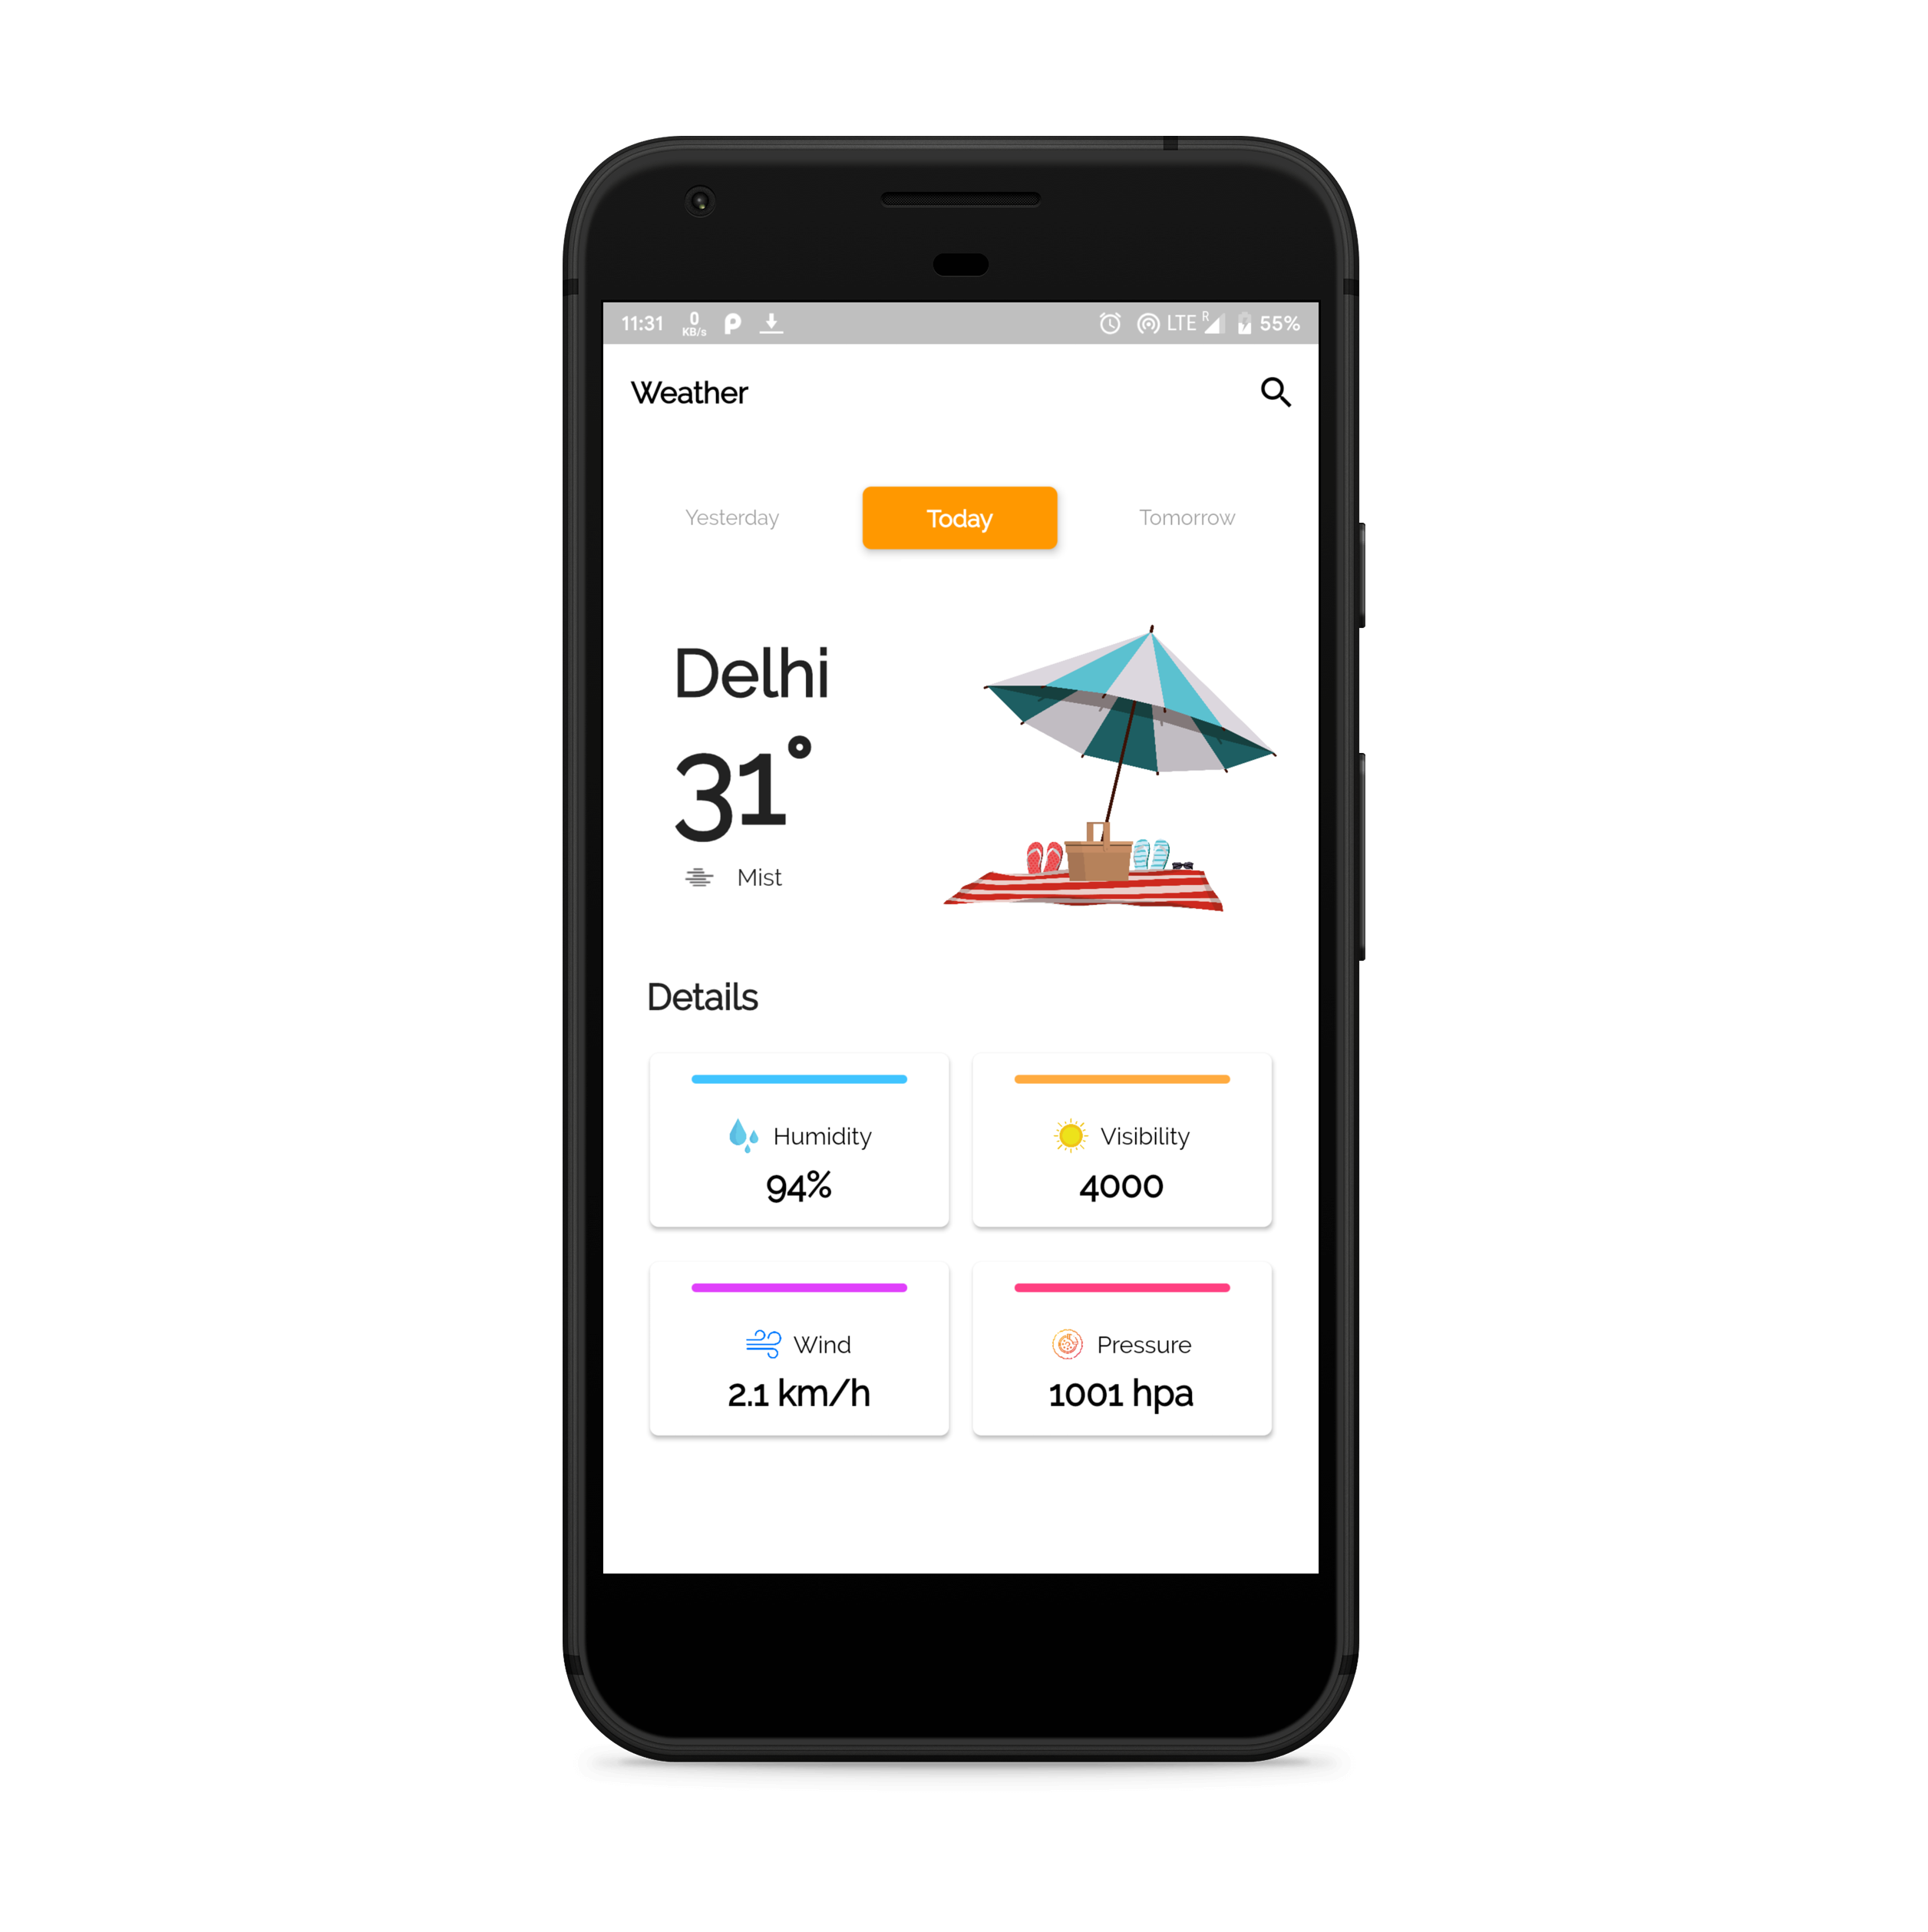 11:31 0 KB/s LTE R 55%
Weather
Yesterday Today Tomorrow
Delhi
31°
Mist
Details
Humidity
94%
Visibility
4000
Wind
2.1 km/h
Pressure
1001 hpa